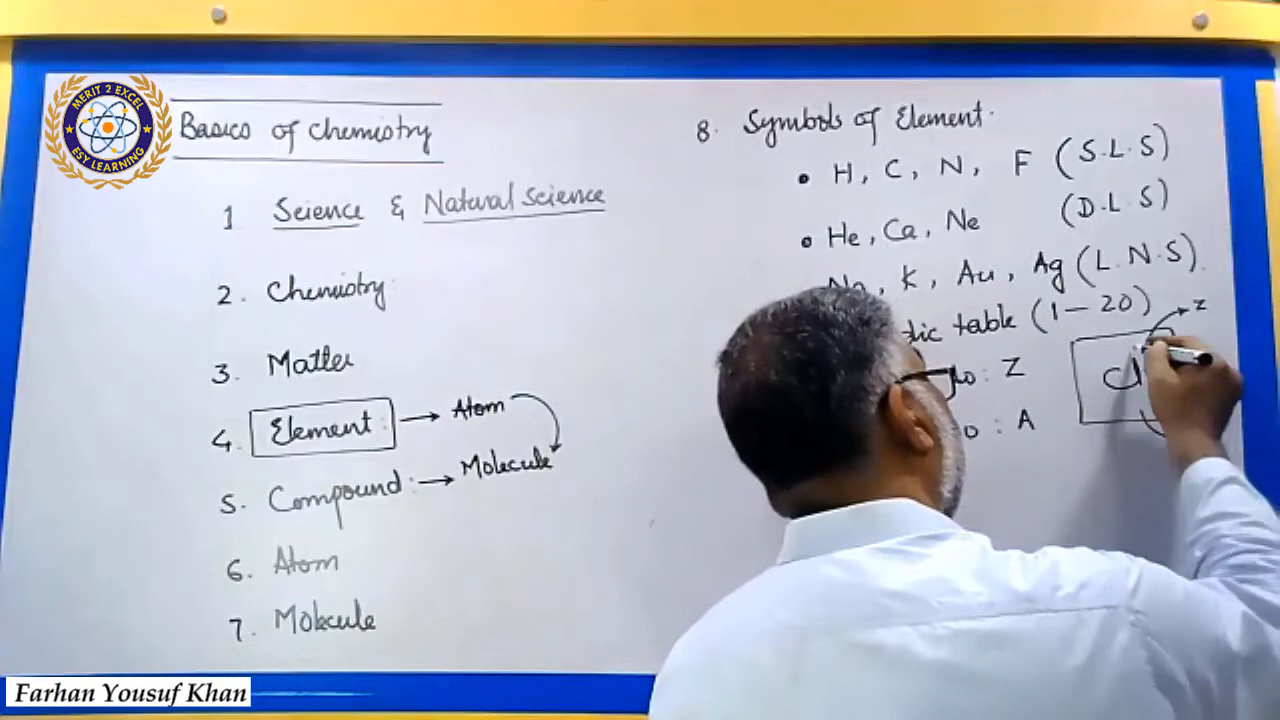 MERIT 2 EXCEL
ESY LEARNING
Basics of Chemistry
1 Science & Natural Science
2. Chemistry:
3. Matter
4. Element: → Atom
5. Compound: → Molecule
6. Atom
7. Molecule
8. Symbols of Element.
• H, C, N, F (S.L.S)
• He, Ca, Ne (D.L.S)
Na, K, Au, Ag (L.N.S).
table (1-20)
No: Z
: A
Cl
z
Farhan Yousuf Khan